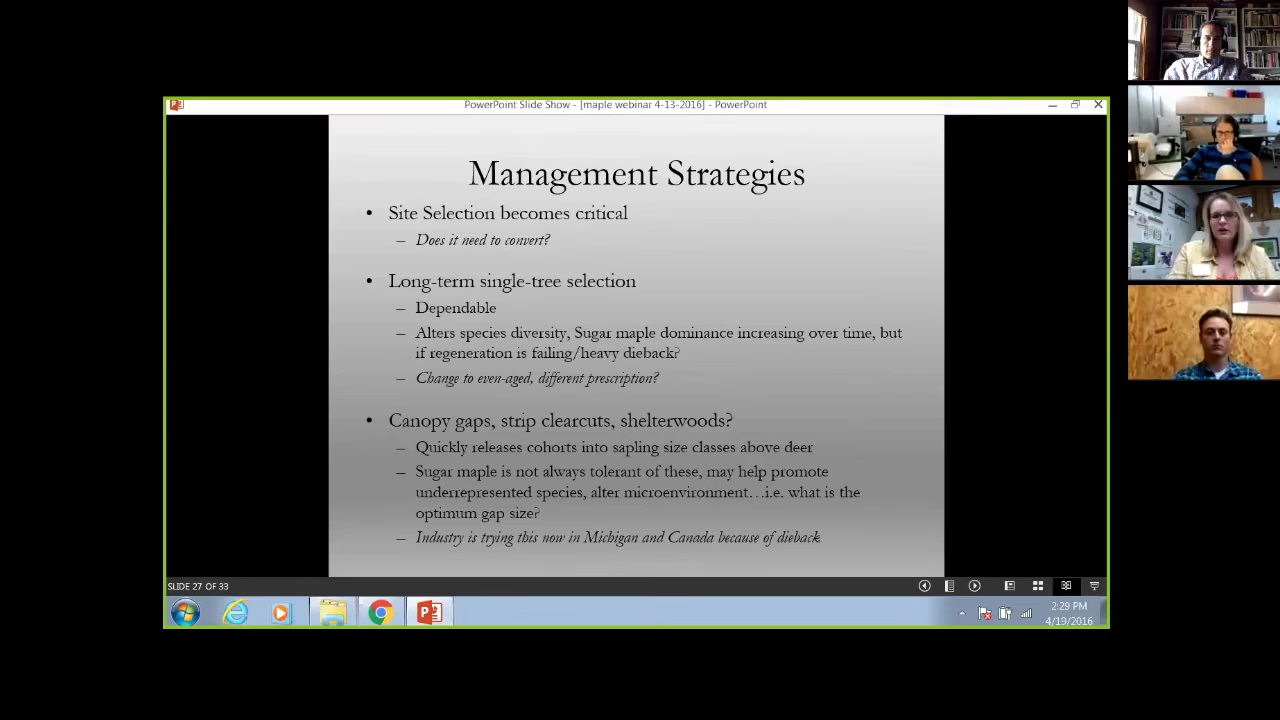 PowerPoint Slide Show - [maple webinar 4-13-2016] - PowerPoint
Management Strategies
• Site Selection becomes critical
– Does it need to convert?
• Long-term single-tree selection
– Dependable
– Alters species diversity, Sugar maple dominance increasing over time, but
if regeneration is failing/heavy dieback?
– Change to even-aged, different prescription?
• Canopy gaps, strip clearcuts, shelterwoods?
– Quickly releases cohorts into sapling size classes above deer
– Sugar maple is not always tolerant of these, may help promote
underrepresented species, alter microenvironment…i.e. what is the
optimum gap size?
– Industry is trying this now in Michigan and Canada because of dieback
SLIDE 27 OF 33
2:29 PM
4/19/2016